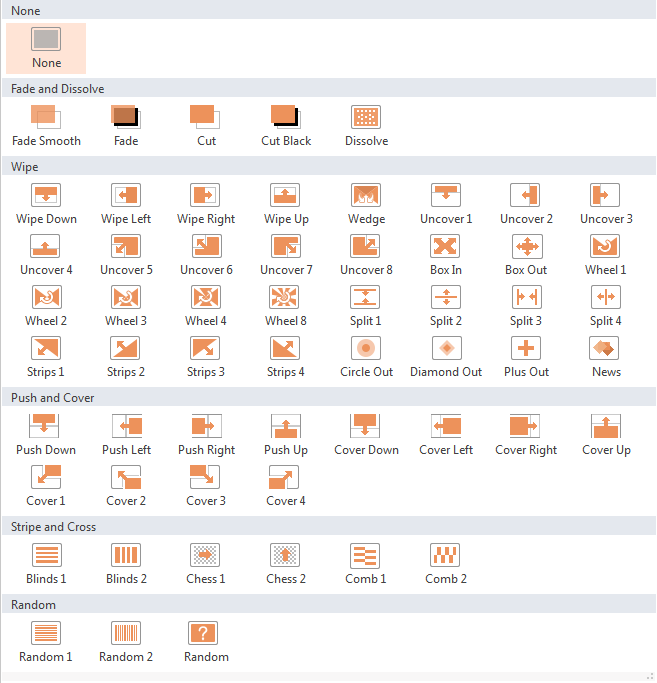 None
None
Fade and Dissolve
Fade Smooth Fade Cut Cut Black Dissolve
Wipe
Wipe Down Wipe Left Wipe Right Wipe Up Wedge Uncover 1 Uncover 2 Uncover 3
Uncover 4 Uncover 5 Uncover 6 Uncover 7 Uncover 8 Box In Box Out Wheel 1
Wheel 2 Wheel 3 Wheel 4 Wheel 8 Split 1 Split 2 Split 3 Split 4
Strips 1 Strips 2 Strips 3 Strips 4 Circle Out Diamond Out Plus Out News
Push and Cover
Push Down Push Left Push Right Push Up Cover Down Cover Left Cover Right Cover Up
Cover 1 Cover 2 Cover 3 Cover 4
Stripe and Cross
Blinds 1 Blinds 2 Chess 1 Chess 2 Comb 1 Comb 2
Random
?
Random 1 Random 2 Random